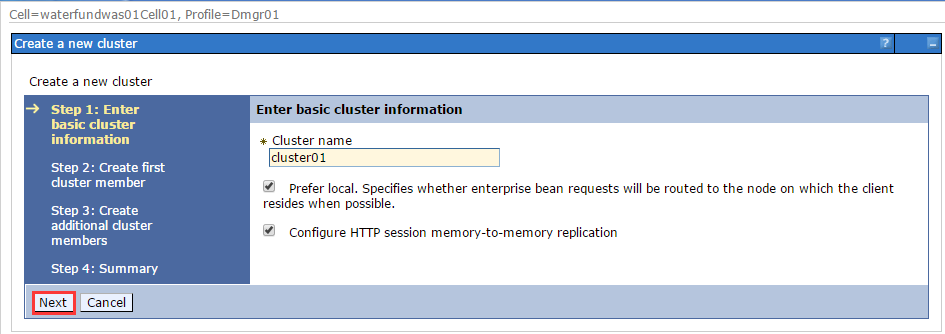 Cell=waterfundwas01Cell01, Profile=Dmgr01
Create a new cluster
?
Create a new cluster
Step 1: Enter
basic cluster
information
Step 2: Create first
cluster member
Step 3: Create
additional cluster
members
Step 4: Summary
Enter basic cluster information
* Cluster name
cluster01
Prefer local. Specifies whether enterprise bean requests will be routed to the node on which the client
resides when possible.
Configure HTTP session memory-to-memory replication
Next Cancel